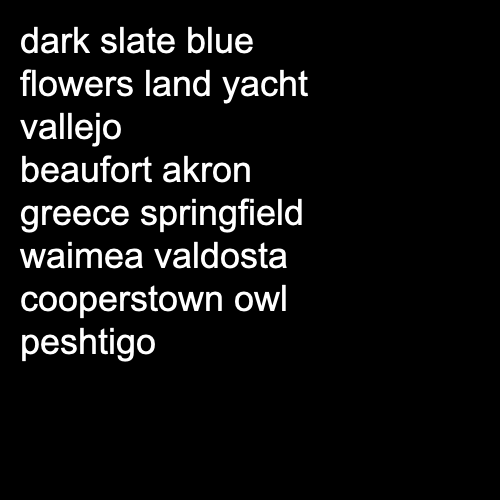 dark slate blue
flowers land yacht
vallejo
beaufort akron
greece springfield
waimea valdosta
cooperstown owl
peshtigo